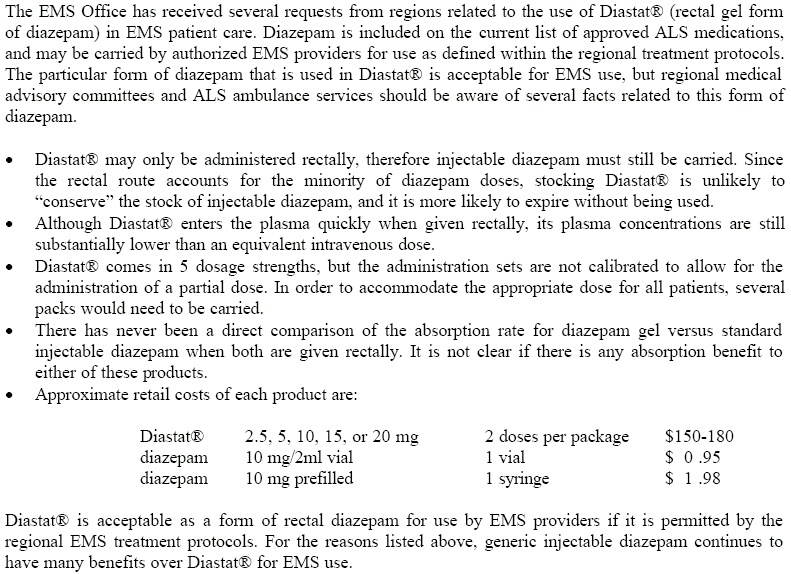 The EMS Office has received several requests from regions related to the use of Diastat® (rectal gel form
of diazepam) in EMS patient care. Diazepam is included on the current list of approved ALS medications,
and may be carried by authorized EMS providers for use as defined within the regional treatment protocols.
The particular form of diazepam that is used in Diastat® is acceptable for EMS use, but regional medical
advisory committees and ALS ambulance services should be aware of several facts related to this form of
diazepam.
• Diastat® may only be administered rectally, therefore injectable diazepam must still be carried. Since
the rectal route accounts for the minority of diazepam doses, stocking Diastat® is unlikely to
“conserve” the stock of injectable diazepam, and it is more likely to expire without being used.
• Although Diastat® enters the plasma quickly when given rectally, its plasma concentrations are still
substantially lower than an equivalent intravenous dose.
• Diastat® comes in 5 dosage strengths, but the administration sets are not calibrated to allow for the
administration of a partial dose. In order to accommodate the appropriate dose for all patients, several
packs would need to be carried.
• There has never been a direct comparison of the absorption rate for diazepam gel versus standard
injectable diazepam when both are given rectally. It is not clear if there is any absorption benefit to
either of these products.
• Approximate retail costs of each product are:
Diastat® 2.5, 5, 10, 15, or 20 mg 2 doses per package $150-180
diazepam 10 mg/2ml vial 1 vial $ 0.95
diazepam 10 mg prefilled 1 syringe $ 1.98
Diastat® is acceptable as a form of rectal diazepam for use by EMS providers if it is permitted by the
regional EMS treatment protocols. For the reasons listed above, generic injectable diazepam continues to
have many benefits over Diastat® for EMS use.